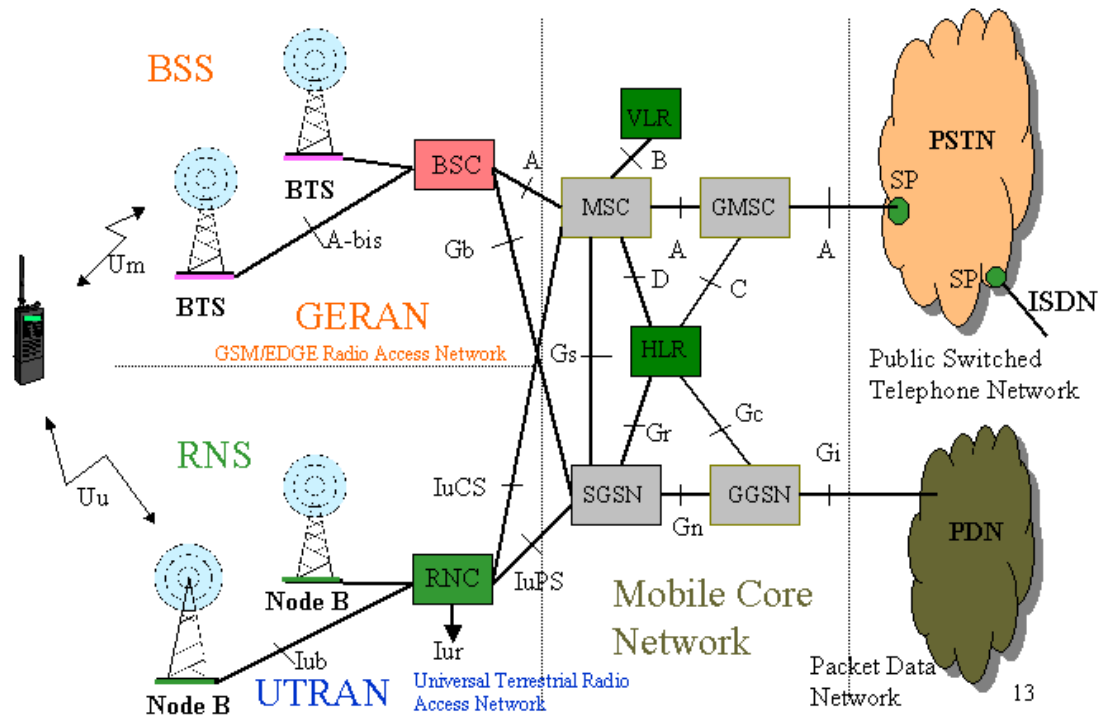 BSS
BTS
BTS
A-bis
Um
BSC
A
Gb
GERAN
GSM/EDGE Radio Access Network
VLR
B
MSC
A
GMSC
A
D
C
HLR
Gs
Gr
Gc
SGSN
Gn
GGSN
Gi
PSTN
SP
SP
ISDN
Public Switched
Telephone Network
RNS
Uu
Node B
Node B
Iub
RNC
IuCS
IuPS
Iur
UTRAN
Universal Terrestrial Radio
Access Network
Mobile Core
Network
PDN
Packet Data
Network
13